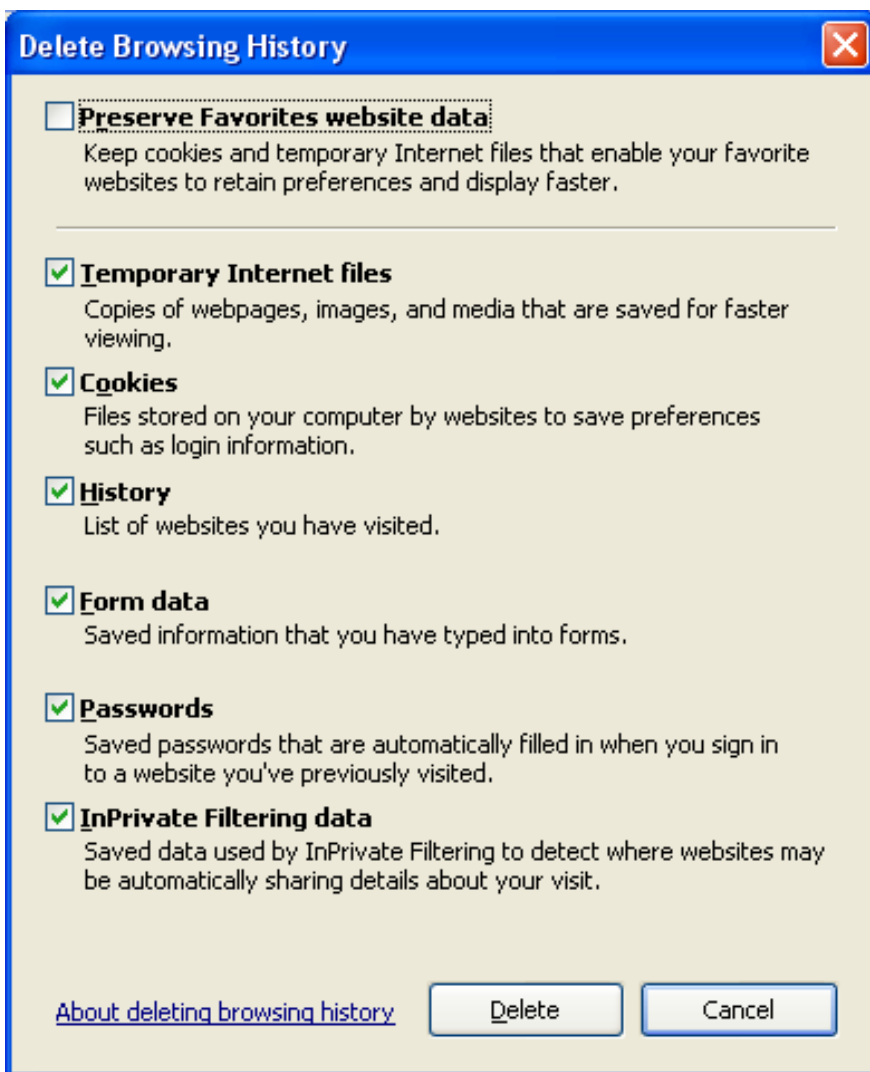 Delete Browsing History
Preserve Favorites website data
Keep cookies and temporary Internet files that enable your favorite
websites to retain preferences and display faster.
Temporary Internet files
Copies of webpages, images, and media that are saved for faster
viewing.
Cookies
Files stored on your computer by websites to save preferences
such as login information.
History
List of websites you have visited.
Form data
Saved information that you have typed into forms.
Passwords
Saved passwords that are automatically filled in when you sign in
to a website you've previously visited.
InPrivate Filtering data
Saved data used by InPrivate Filtering to detect where websites may
be automatically sharing details about your visit.
About deleting browsing history Delete Cancel